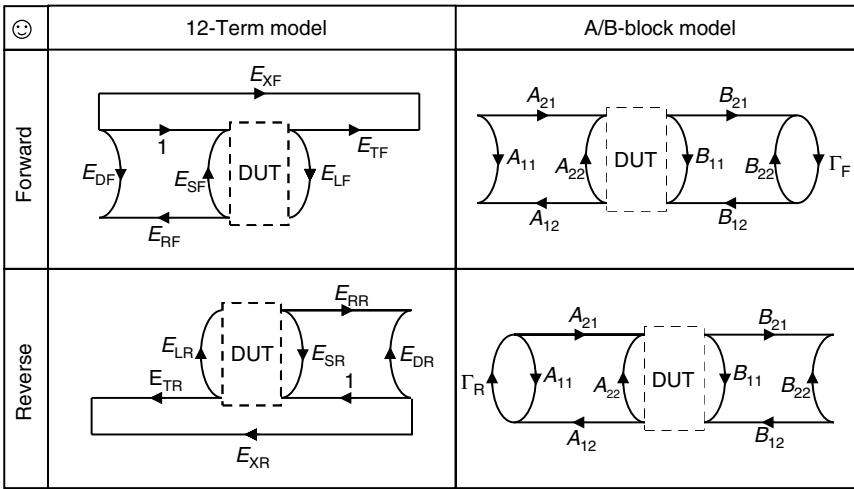 ☺ 12-Term model A/B-block model
Forward
E_XF
1
E_TF
E_DF
E_SF
DUT
E_LF
E_RF
A_21
B_21
A_11
A_22
DUT
B_11
B_22
Γ_F
A_12
B_12
Reverse
E_RR
E_LR
DUT
E_SR
E_DR
E_TR
1
E_XR
A_21
B_21
Γ_R
A_11
A_22
DUT
B_11
B_22
A_12
B_12